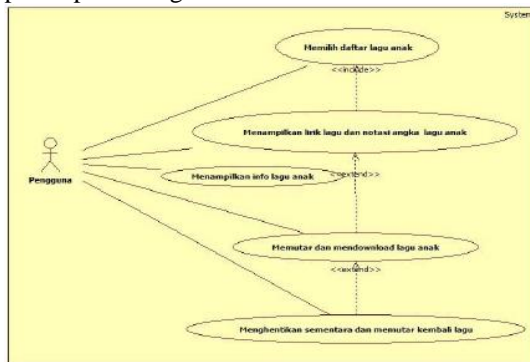 System
Memilih daftar lagu anak
<<include>>
Menampilkan lirik lagu dan notasi angka lagu anak
Pengguna
Menampilkan info lagu anak
<<extend>>
Memutar dan mendownload lagu anak
<<extend>>
Menghentikan sementara dan memutar kembali lagu